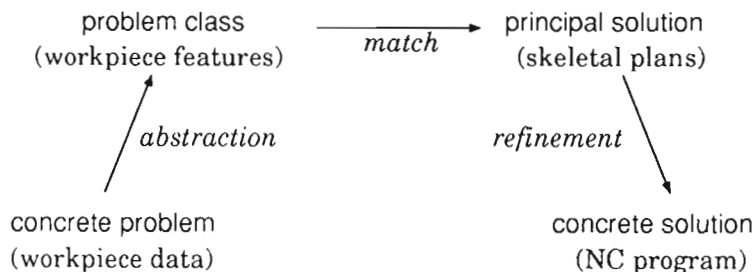 problem class
(workpiece features)
match
principal solution
(skeletal plans)
abstraction
refinement
concrete problem
(workpiece data)
concrete solution
(NC program)